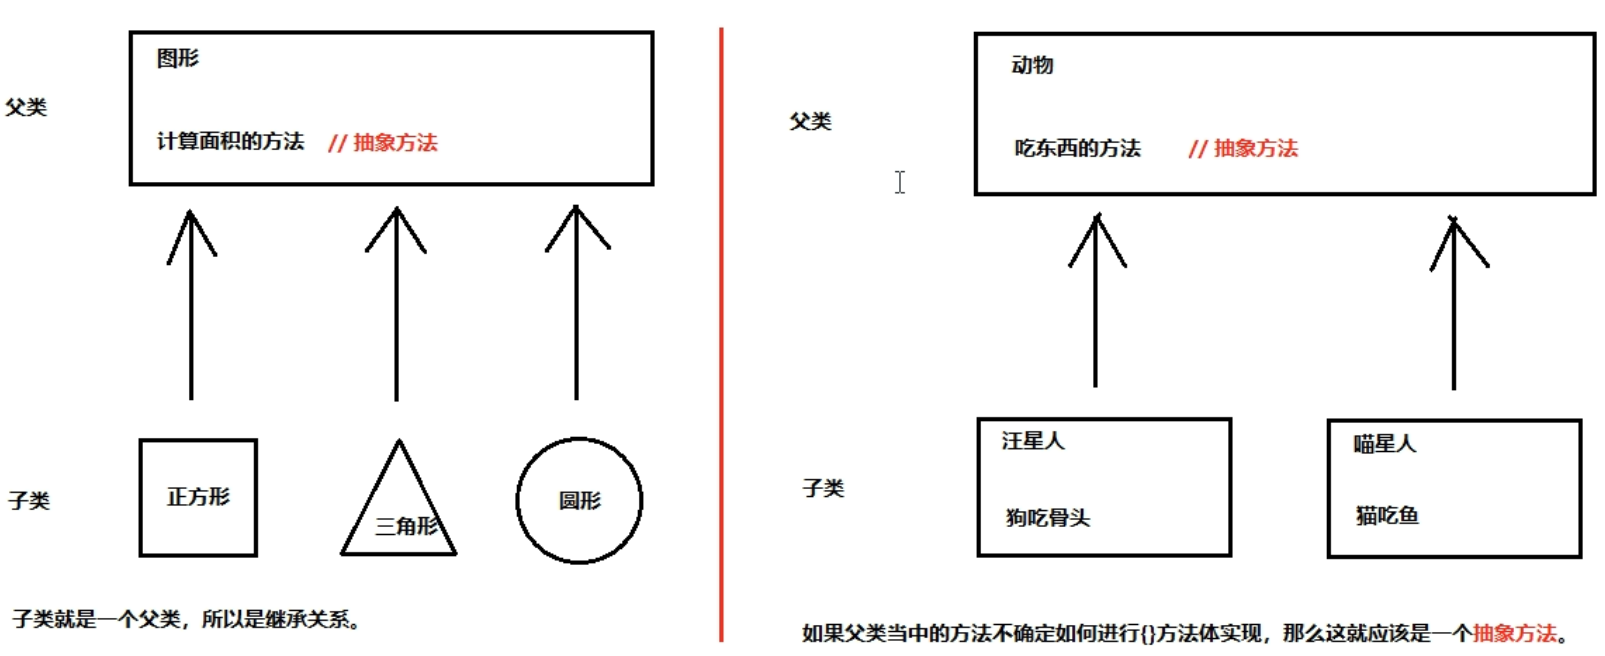 图形
父类
计算面积的方法 // 抽象方法
正方形
三角形
圆形
子类
子类就是一个父类，所以是继承关系。
动物
父类
吃东西的方法 // 抽象方法
汪星人
喵星人
子类
狗吃骨头
猫吃鱼
如果父类当中的方法不确定如何进行{}方法体实现，那么这就应该是一个抽象方法。